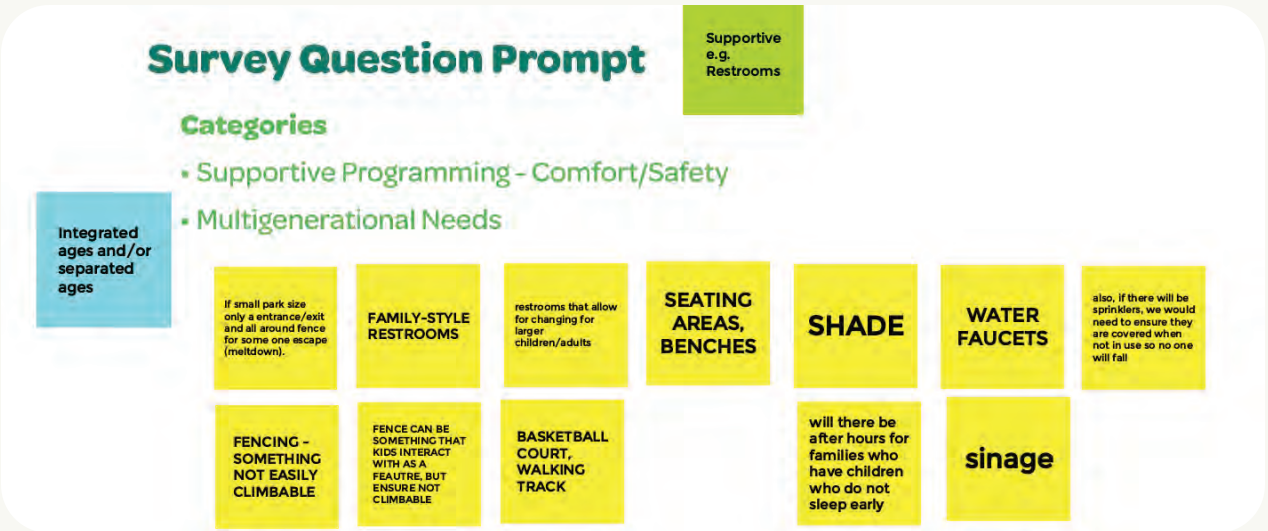 Survey Question Prompt
Supportive
e.g.
Restrooms
Categories
• Supportive Programming - Comfort/Safety
• Multigenerational Needs
Integrated
ages and/or
separated
ages
If small park size
only a entrance/exit
and all around fence
for some one escape
(meltdown).
FAMILY-STYLE
RESTROOMS
restrooms that allow
for changing for
larger
children/adults
SEATING
AREAS,
BENCHES
SHADE
WATER
FAUCETS
also, if there will be
sprinklers, we would
need to ensure they
are covered when
not in use so no one
will fall
FENCING -
SOMETHING
NOT EASILY
CLIMBABLE
FENCE CAN BE
SOMETHING THAT
KIDS INTERACT
WITH AS A
FEAUTRE, BUT
ENSURE NOT
CLIMBABLE
BASKETBALL
COURT,
WALKING
TRACK
will there be
after hours for
families who
have children
who do not
sleep early
sinage